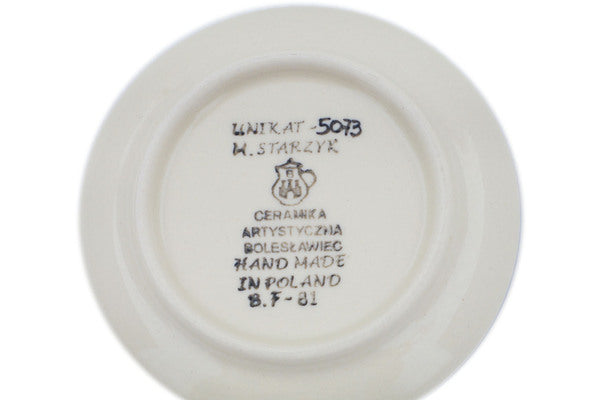 UNIKAT-5073
W. STARZYK
CERAMIKA
ARTYSTYCZNA
BOLESŁAWIEC
HAND MADE
IN POLAND
B.F-81